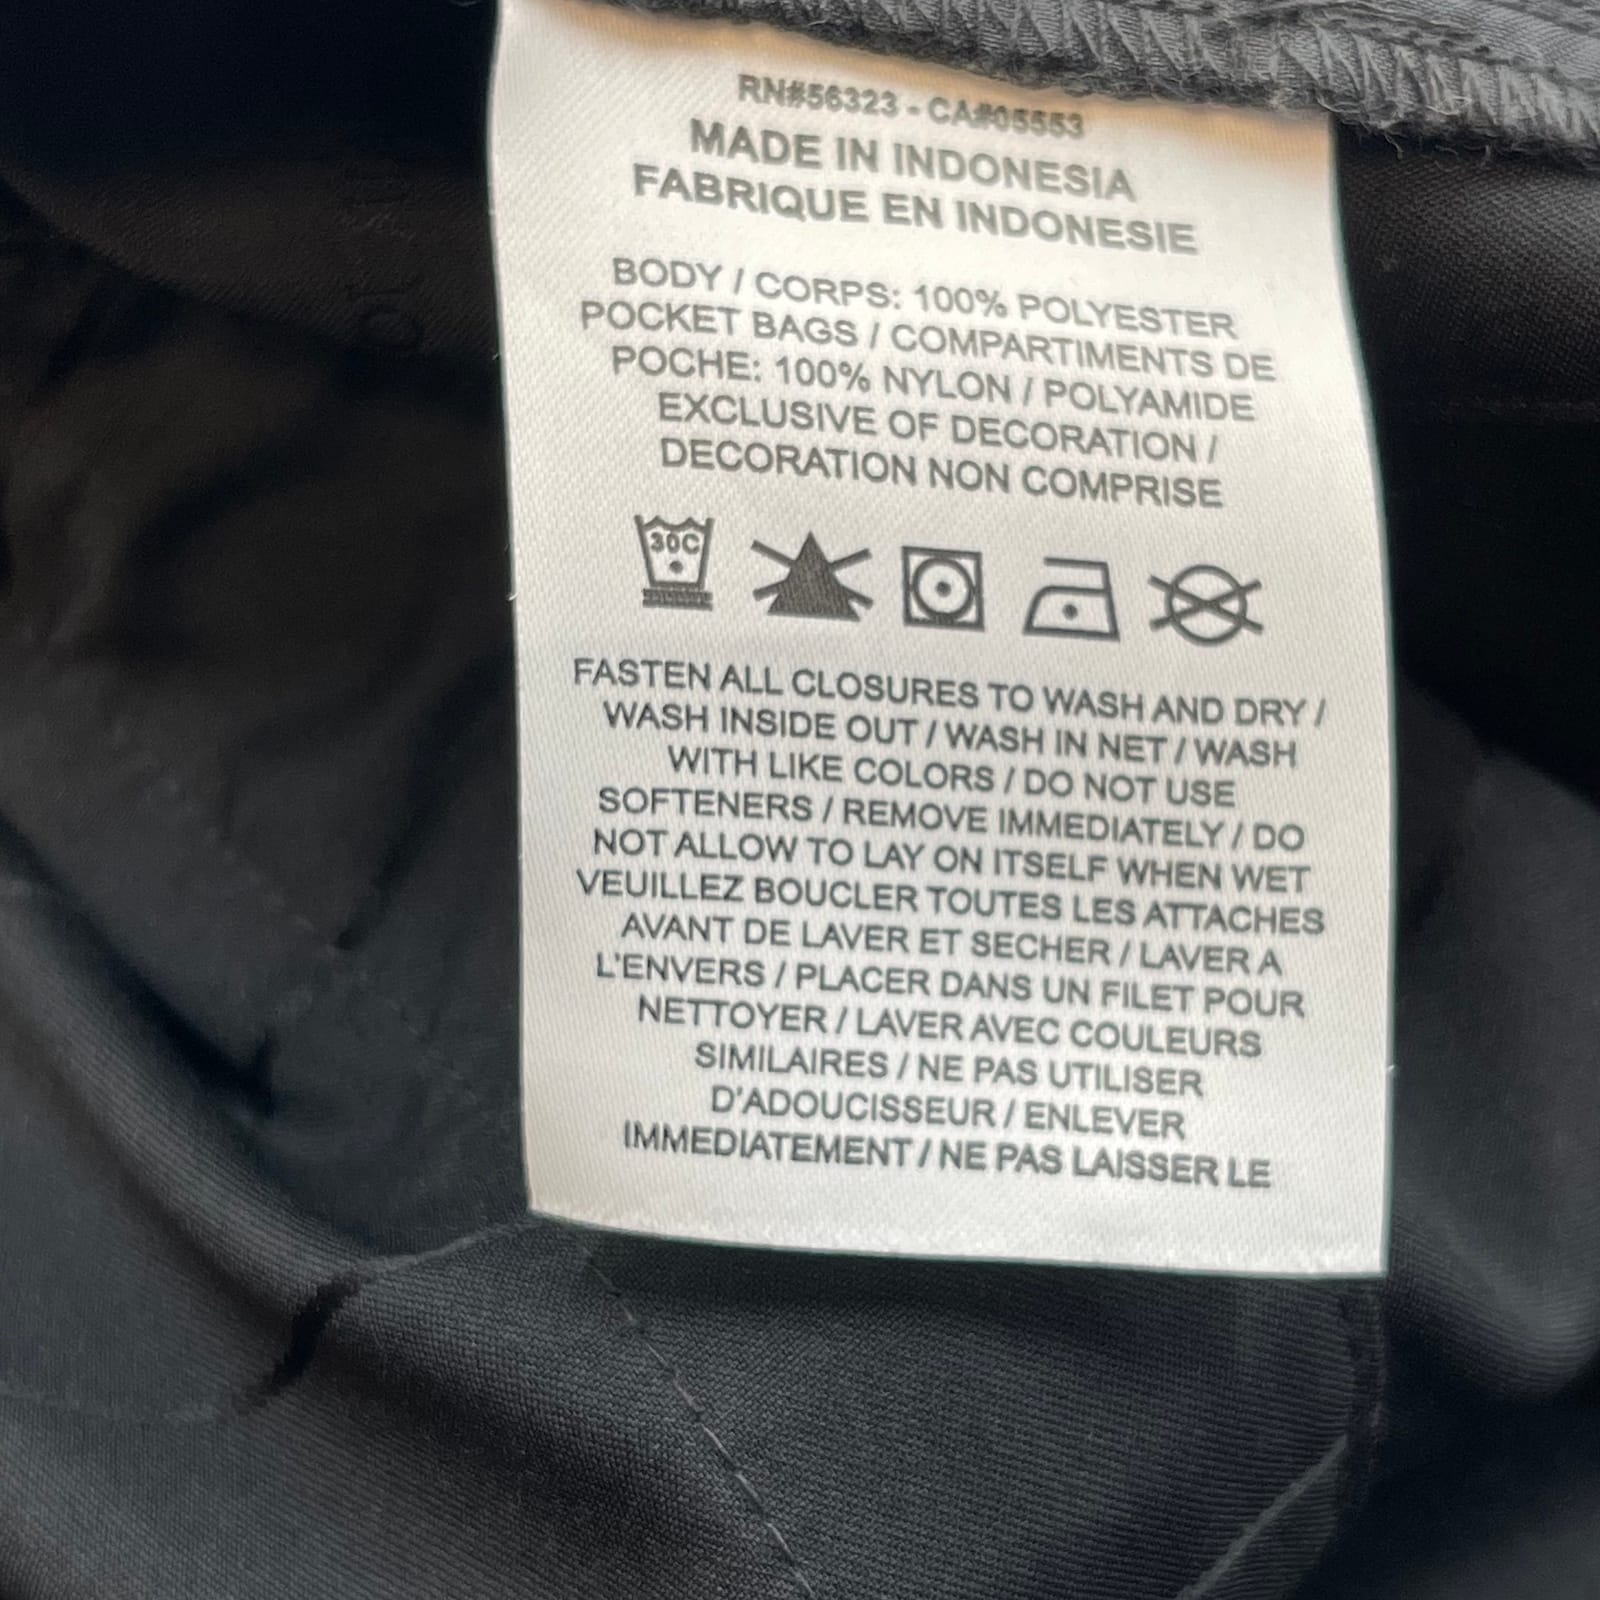 RN#56323 - CA#05553
MADE IN INDONESIA
FABRIQUE EN INDONESIE
BODY / CORPS: 100% POLYESTER
POCKET BAGS / COMPARTIMENTS DE
POCHE: 100% NYLON / POLYAMIDE
EXCLUSIVE OF DECORATION /
DECORATION NON COMPRISE
30C
FASTEN ALL CLOSURES TO WASH AND DRY /
WASH INSIDE OUT / WASH IN NET / WASH
WITH LIKE COLORS / DO NOT USE
SOFTENERS / REMOVE IMMEDIATELY / DO
NOT ALLOW TO LAY ON ITSELF WHEN WET
VEUILLEZ BOUCLER TOUTES LES ATTACHES
AVANT DE LAVER ET SECHER / LAVER A
L'ENVERS / PLACER DANS UN FILET POUR
NETTOYER / LAVER AVEC COULEURS
SIMILAIRES / NE PAS UTILISER
D'ADOUCISSEUR / ENLEVER
IMMEDIATEMENT / NE PAS LAISSER LE